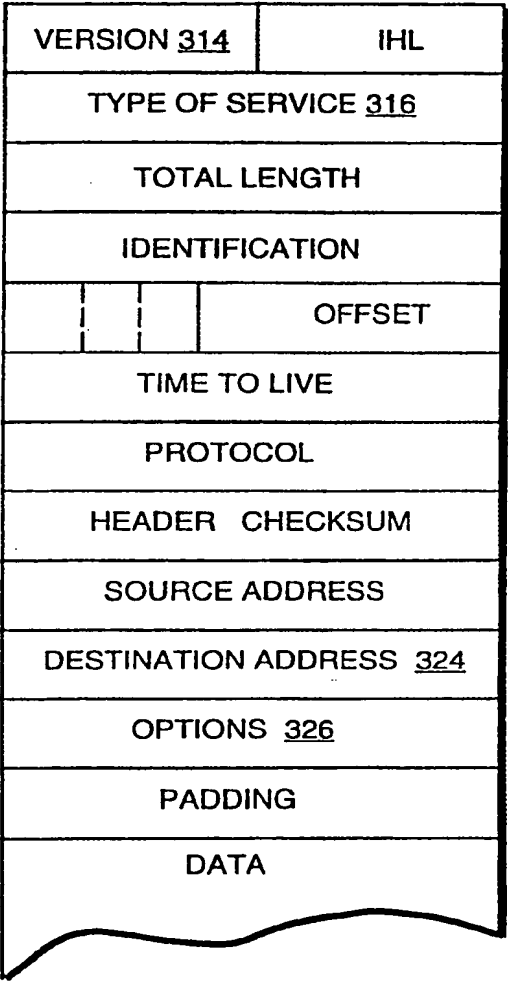 VERSION 314 IHL
TYPE OF SERVICE 316
TOTAL LENGTH
IDENTIFICATION
OFFSET
TIME TO LIVE
PROTOCOL
HEADER CHECKSUM
SOURCE ADDRESS
DESTINATION ADDRESS 324
OPTIONS 326
PADDING
DATA